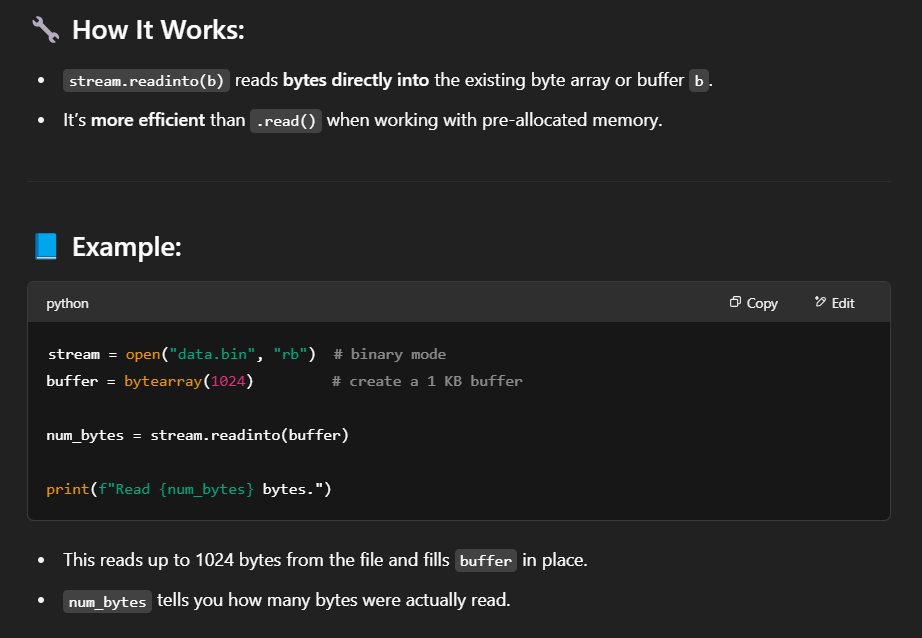 🔧 How It Works:
• stream.readinto(b) reads bytes directly into the existing byte array or buffer b.
• It's more efficient than .read() when working with pre-allocated memory.
📘 Example:
python Copy Edit
stream = open("data.bin", "rb")  # binary mode
buffer = bytearray(1024)         # create a 1 KB buffer
num_bytes = stream.readinto(buffer)
print(f"Read {num_bytes} bytes.")
• This reads up to 1024 bytes from the file and fills buffer in place.
• num_bytes tells you how many bytes were actually read.